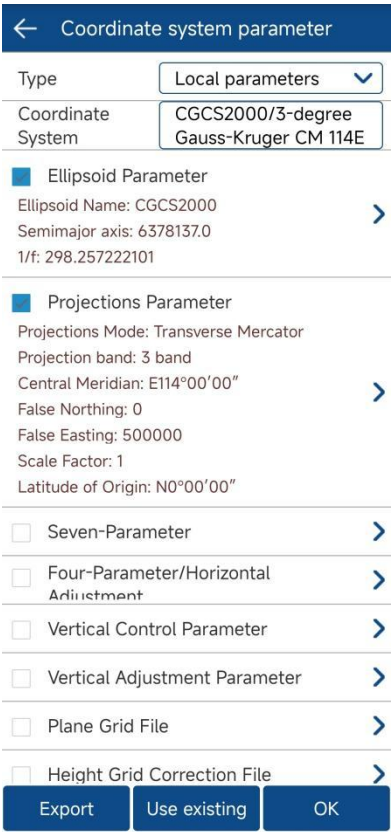 Coordinate system parameter
Type
Local parameters
Coordinate System
CGCS2000/3-degree
Gauss-Kruger CM 114E
Ellipsoid Parameter
Ellipsoid Name: CGCS2000
Semimajor axis: 6378137.0
1/f: 298.257222101
Projections Parameter
Projections Mode: Transverse Mercator
Projection band: 3 band
Central Meridian: E114°00′00″
False Northing: 0
False Easting: 500000
Scale Factor: 1
Latitude of Origin: N0°00′00″
Seven-Parameter
Four-Parameter/Horizontal
Adjustment
Vertical Control Parameter
Vertical Adjustment Parameter
Plane Grid File
Height Grid Correction File
Export
Use existing
OK